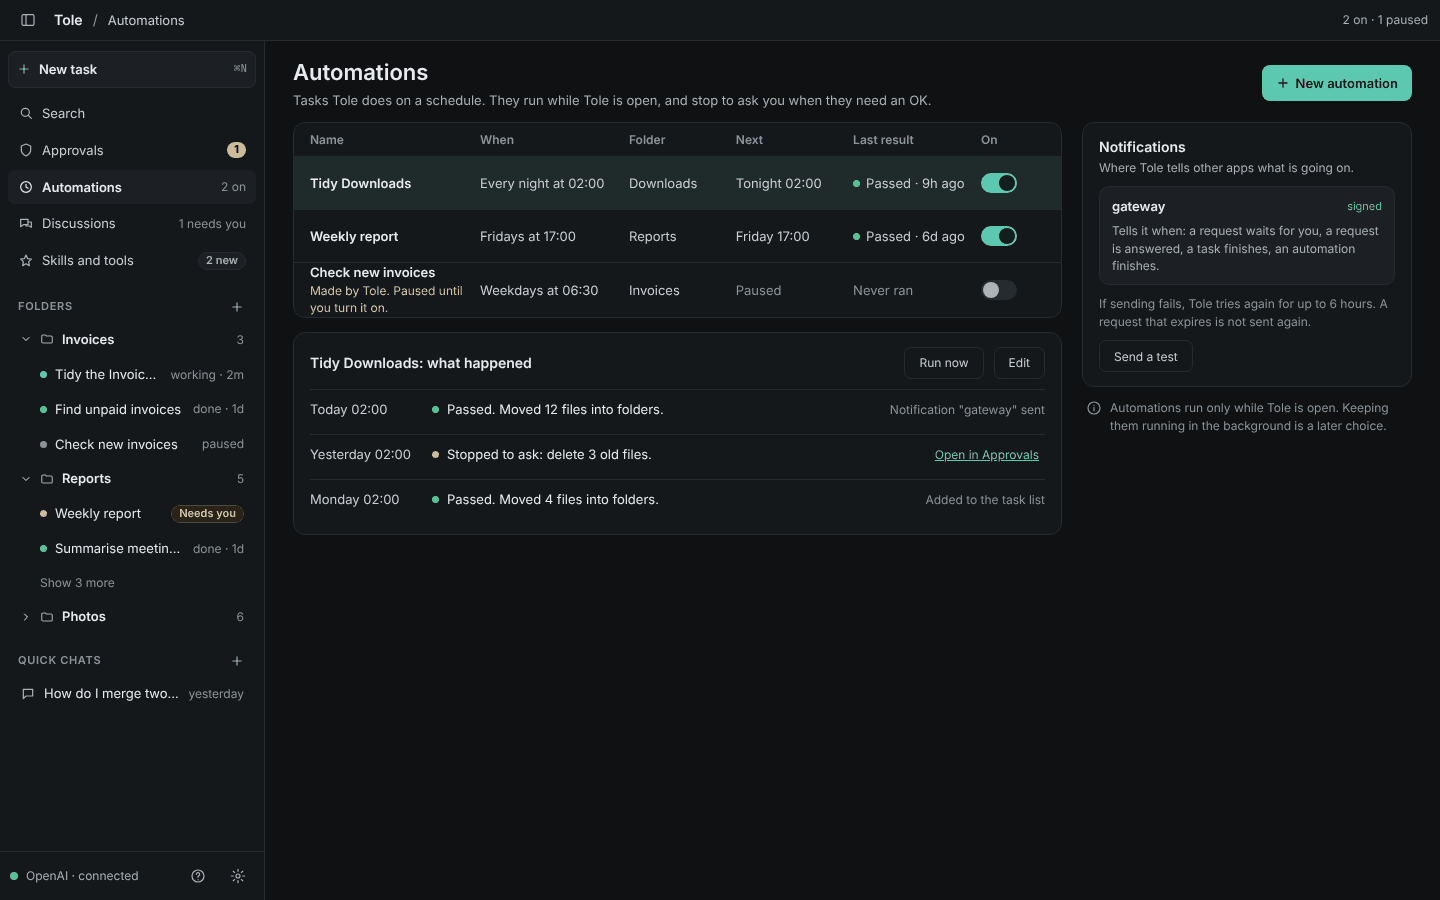 Tole / Automations
2 on · 1 paused
New task ⌘N
Search
Approvals 1
Automations 2 on
Discussions 1 needs you
Skills and tools 2 new
FOLDERS
Invoices 3
Tidy the Invoic... working · 2m
Find unpaid invoices done · 1d
Check new invoices paused
Reports 5
Weekly report Needs you
Summarise meetin... done · 1d
Show 3 more
Photos 6
QUICK CHATS
How do I merge two... yesterday
OpenAI · connected
Automations
Tasks Tole does on a schedule. They run while Tole is open, and stop to ask you when they need an OK.
New automation
Name When Folder Next Last result On
Tidy Downloads Every night at 02:00 Downloads Tonight 02:00 Passed · 9h ago
Weekly report Fridays at 17:00 Reports Friday 17:00 Passed · 6d ago
Check new invoices
Made by Tole. Paused until
you turn it on.
Weekdays at 06:30 Invoices Paused Never ran
Tidy Downloads: what happened
Run now Edit
Today 02:00 Passed. Moved 12 files into folders. Notification "gateway" sent
Yesterday 02:00 Stopped to ask: delete 3 old files. Open in Approvals
Monday 02:00 Passed. Moved 4 files into folders. Added to the task list
Notifications
Where Tole tells other apps what is going on.
gateway signed
Tells it when: a request waits for you, a request
is answered, a task finishes, an automation
finishes.
If sending fails, Tole tries again for up to 6 hours. A
request that expires is not sent again.
Send a test
Automations run only while Tole is open. Keeping
them running in the background is a later choice.